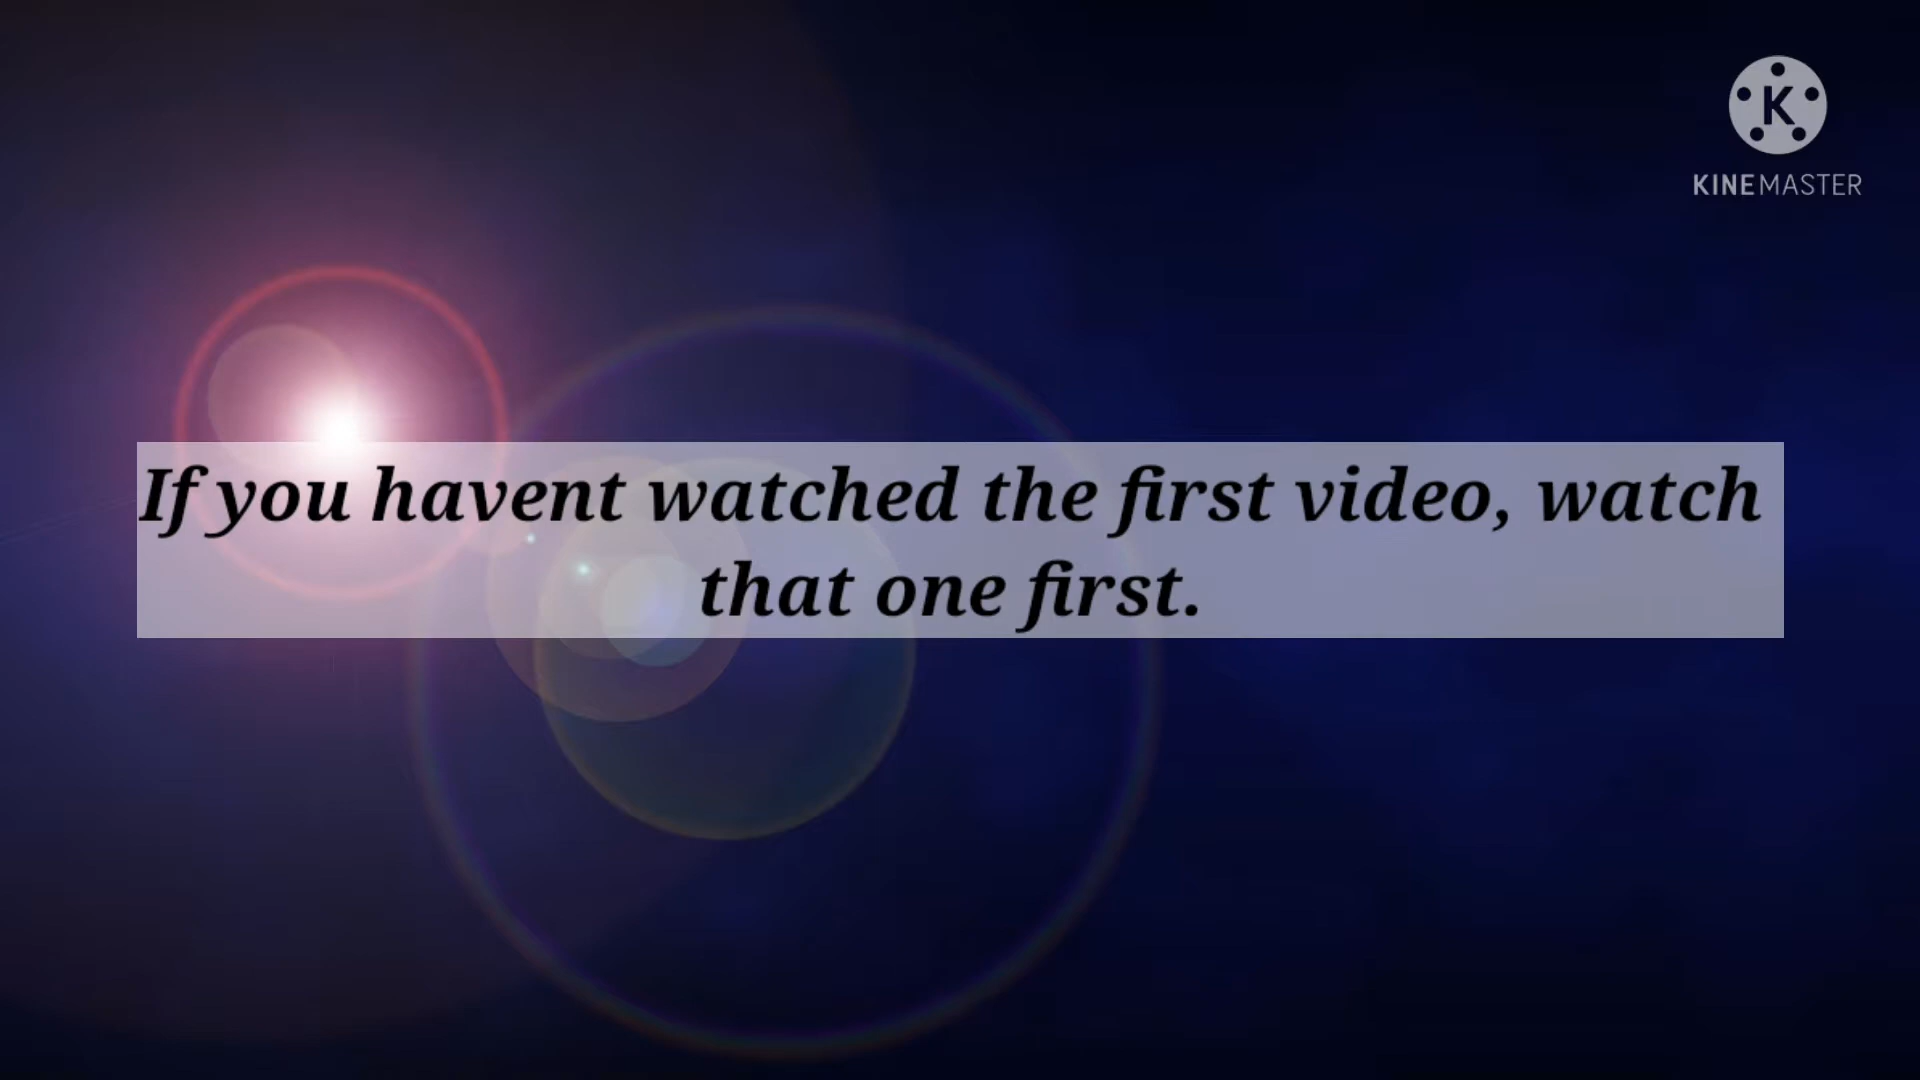 K
KINEMASTER
If you havent watched the first video, watch
that one first.